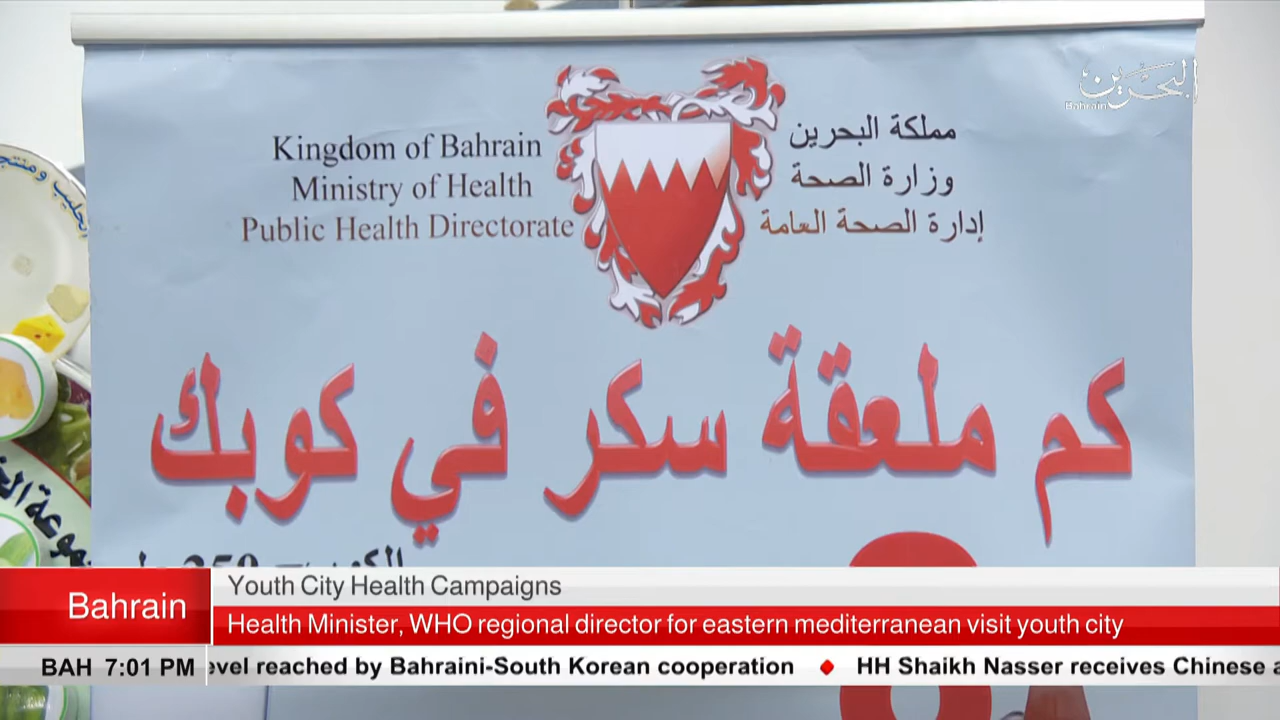 البحرين
Bahrain
Kingdom of Bahrain
Ministry of Health
Public Health Directorate
مملكة البحرين
وزارة الصحة
إدارة الصحة العامة
كم ملعقة سكر في كوبك
Bahrain
Youth City Health Campaigns
Health Minister, WHO regional director for eastern mediterranean visit youth city
BAH 7:01 PM
reached by Bahraini-South Korean cooperation ♦ HH Shaikh Nasser receives Chinese